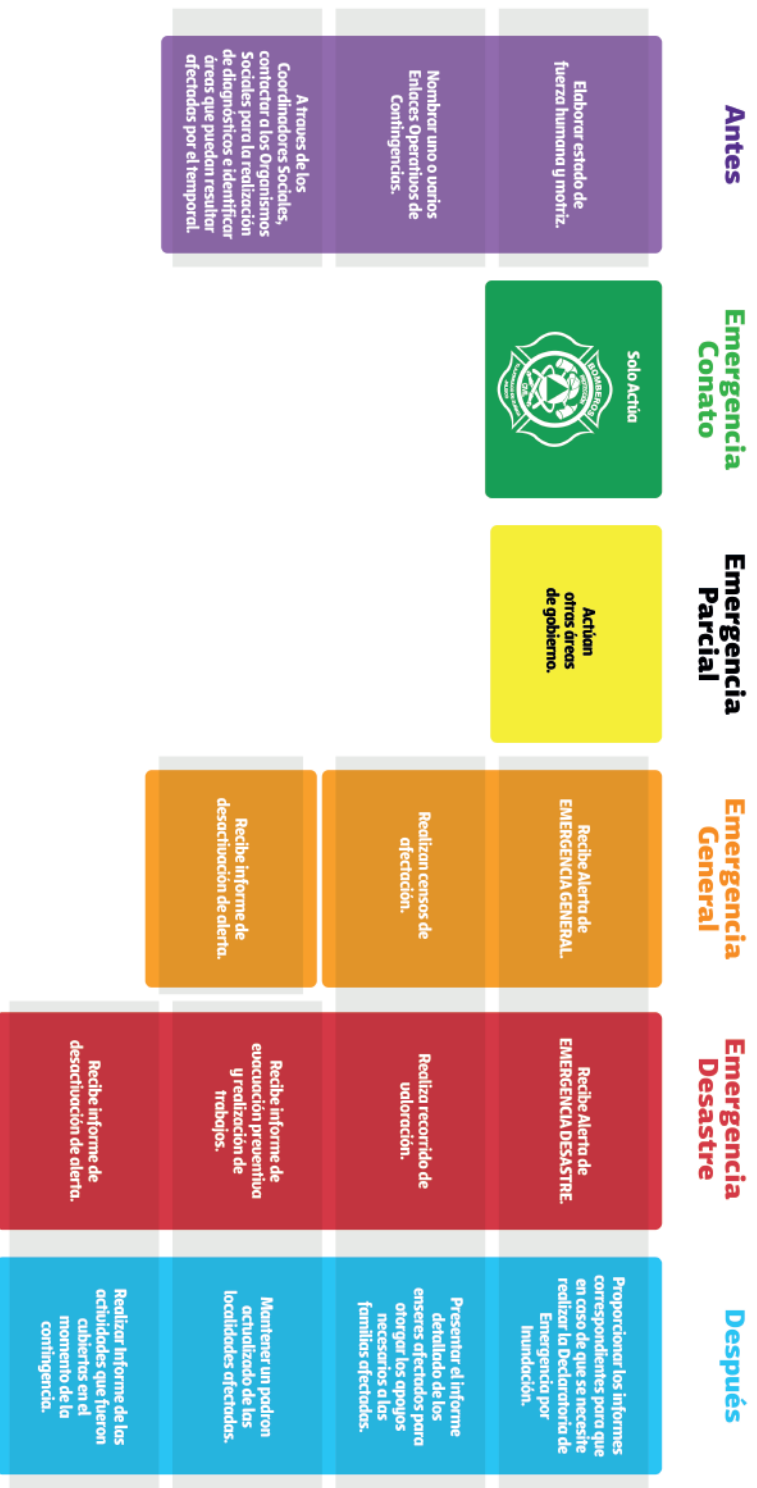 Antes
Elaborar estado de
fuerza humana y motriz.
Nombrar uno o varios
Enlaces Operativos de
Contingencias.
A traves de los
Coordinadores Sociales,
contactar a los Organismos
Sociales para la realización
de diagnósticos e identificar
áreas que puedan resultar
afectadas por el temporal.
Emergencia
Conato
Solo Actúa
BOMBEROS
Emergencia
Parcial
Actúan
otras áreas
de gobierno.
Emergencia
General
Recibe Alerta de
EMERGENCIA GENERAL.
Realizan censos de
afectación.
Recibe informe de
desactivación de alerta.
Emergencia
Desastre
Recibe Alerta de
EMERGENCIA DESASTRE.
Realiza recorrido de
valoración.
Recibe informe de
evacuación preventiva
y realización de
trabajos.
Recibe informe de
desactivación de alerta.
Después
Proporcionar los informes
correspondientes para que
en caso de que se necesite
realizar la Declaratoria de
Emergencia por
Inundación.
Presentar el informe
detallado de los
enseres afectados para
otorgar los apoyos
necesarios a las
familias afectadas.
Mantener un padron
actualizado de las
localidades afectadas.
Realizar Informe de las
actividades que fueron
cubiertas en el
momento de la
contingencia.